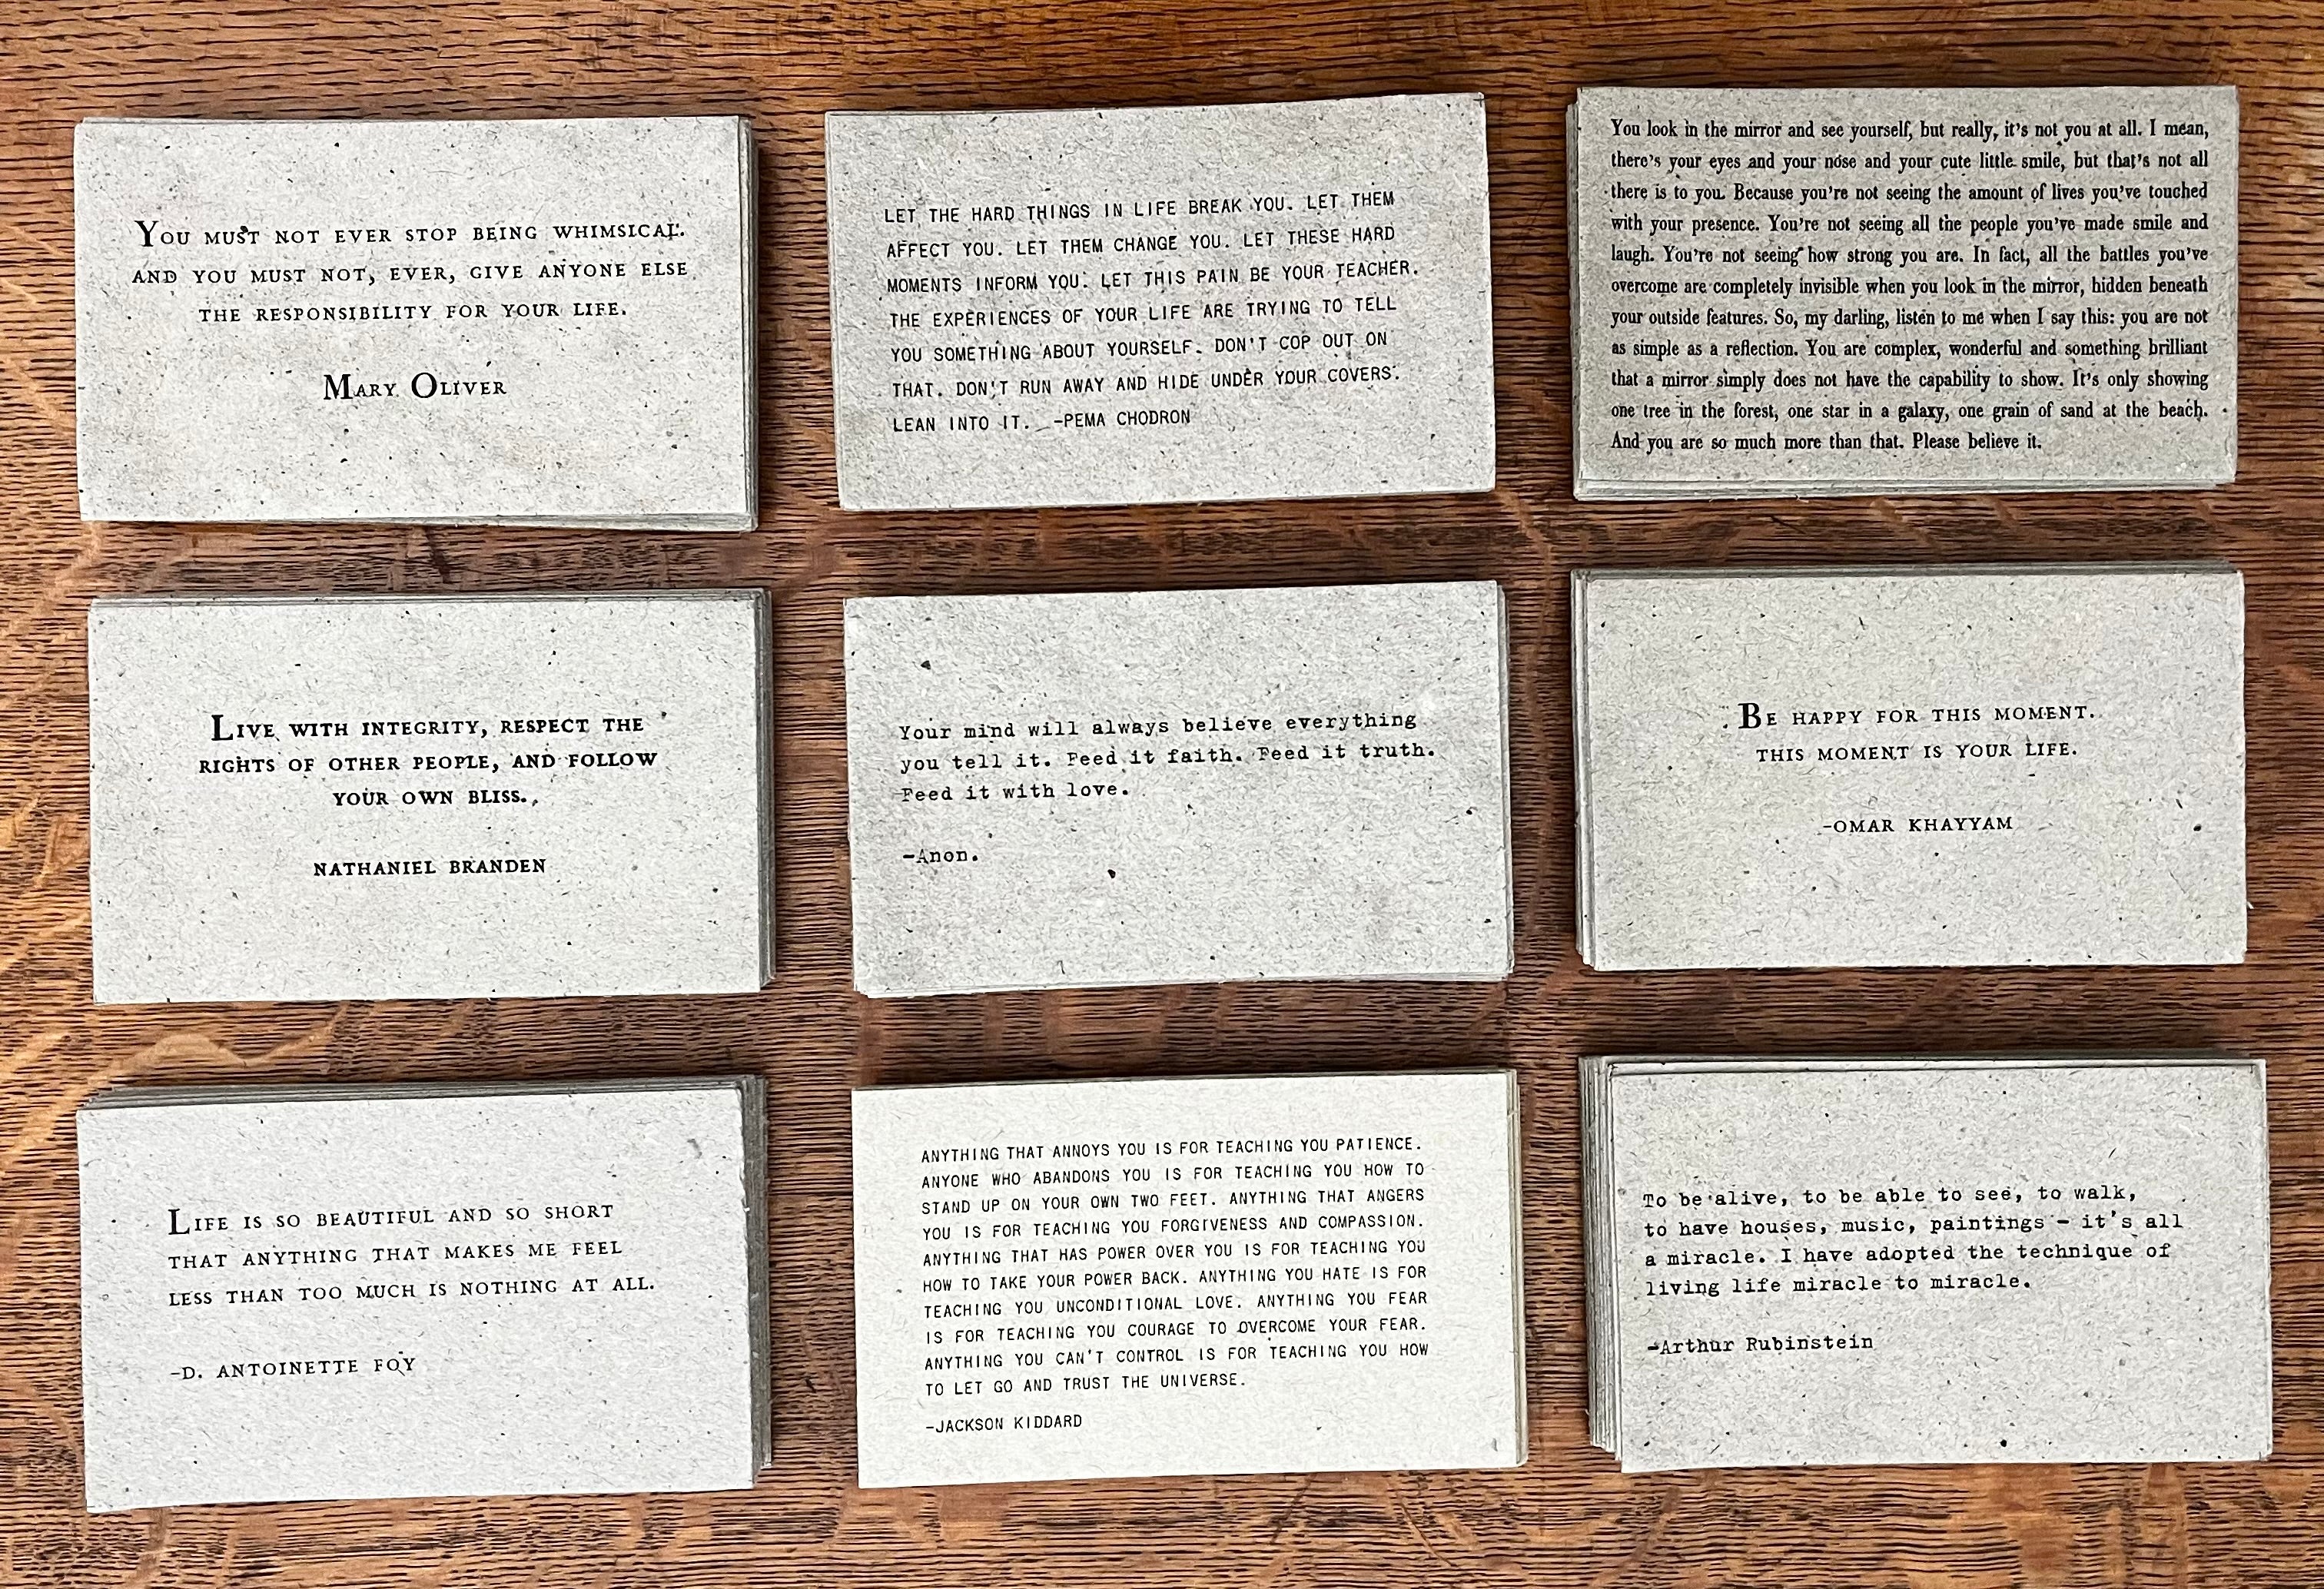 You must not ever stop being whimsical.
and you must not, ever, give anyone else
the responsibility for your life.
Mary Oliver
LET THE HARD THINGS IN LIFE BREAK YOU. LET THEM
AFFECT YOU. LET THEM CHANGE YOU. LET THESE HARD
MOMENTS INFORM YOU. LET THIS PAIN BE YOUR TEACHER.
THE EXPERIENCES OF YOUR LIFE ARE TRYING TO TELL
YOU SOMETHING ABOUT YOURSELF. DON'T COP OUT ON
THAT. DON'T RUN AWAY AND HIDE UNDER YOUR COVERS.
LEAN INTO IT. -PEMA CHODRON
You look in the mirror and see yourself, but really, it's not you at all. I mean,
there's your eyes and your nose and your cute little smile, but that's not all
there is to you. Because you're not seeing the amount of lives you've touched
with your presence. You're not seeing all the people you've made smile and
laugh. You're not seeing how strong you are. In fact, all the battles you've
overcome are completely invisible when you look in the mirror, hidden beneath
your outside features. So, my darling, listen to me when I say this: you are not
as simple as a reflection. You are complex, wonderful and something brilliant
that a mirror simply does not have the capability to show. It's only showing
one tree in the forest, one star in a galaxy, one grain of sand at the beach.
And you are so much more than that. Please believe it.
Live with integrity, respect the
rights of other people, and follow
your own bliss.
NATHANIEL BRANDEN
Your mind will always believe everything
you tell it. Feed it faith. Feed it truth.
Feed it with love.
-Anon.
Be happy for this moment.
this moment is your life.
-OMAR KHAYYAM
Life is so beautiful and so short
that anything that makes me feel
less than too much is nothing at all.
-D. ANTOINETTE FOY
ANYTHING THAT ANNOYS YOU IS FOR TEACHING YOU PATIENCE.
ANYONE WHO ABANDONS YOU IS FOR TEACHING YOU HOW TO
STAND UP ON YOUR OWN TWO FEET. ANYTHING THAT ANGERS
YOU IS FOR TEACHING YOU FORGIVENESS AND COMPASSION.
ANYTHING THAT HAS POWER OVER YOU IS FOR TEACHING YOU
HOW TO TAKE YOUR POWER BACK. ANYTHING YOU HATE IS FOR
TEACHING YOU UNCONDITIONAL LOVE. ANYTHING YOU FEAR
IS FOR TEACHING YOU COURAGE TO OVERCOME YOUR FEAR.
ANYTHING YOU CAN'T CONTROL IS FOR TEACHING YOU HOW
TO LET GO AND TRUST THE UNIVERSE.
-JACKSON KIDDARD
To be alive, to be able to see, to walk,
to have houses, music, paintings - it's all
a miracle. I have adopted the technique of
living life miracle to miracle.
-Arthur Rubinstein